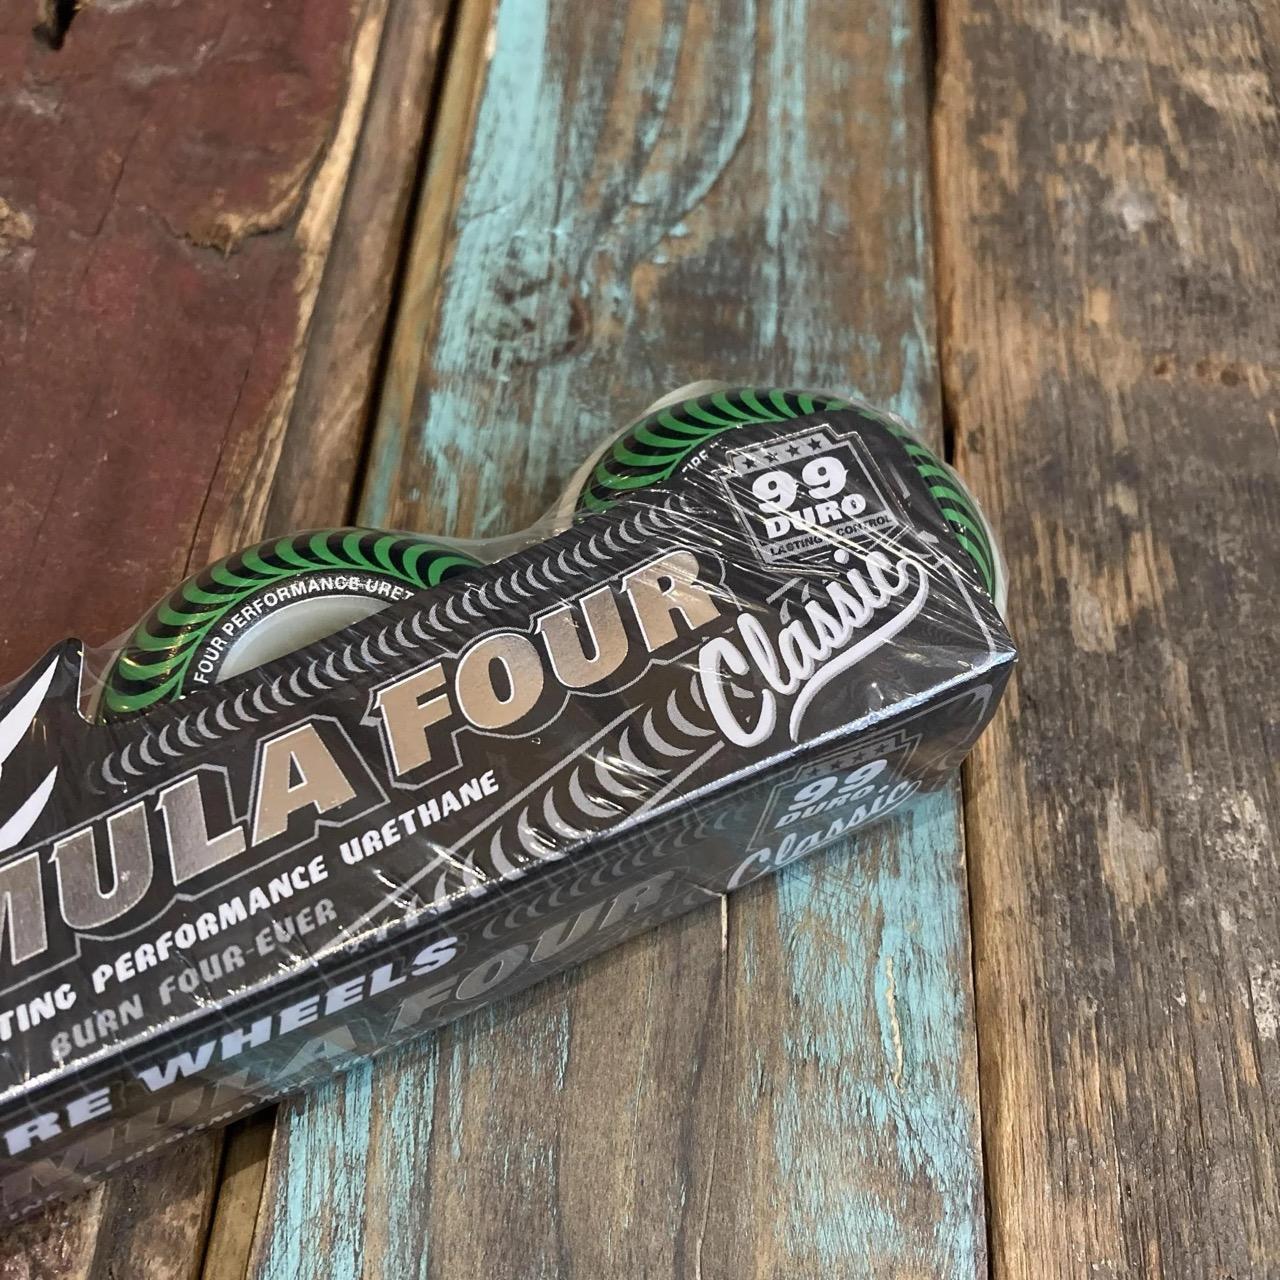 FOUR PERFORMANCE URET
FIRE
99
DURO
LASTING CONTROL
MULA FOUR
Classic
TING PERFORMANCE URETHANE
BURN FOUR-EVER
RE WHEELS
99
DURO
Classic
MULA FOUR